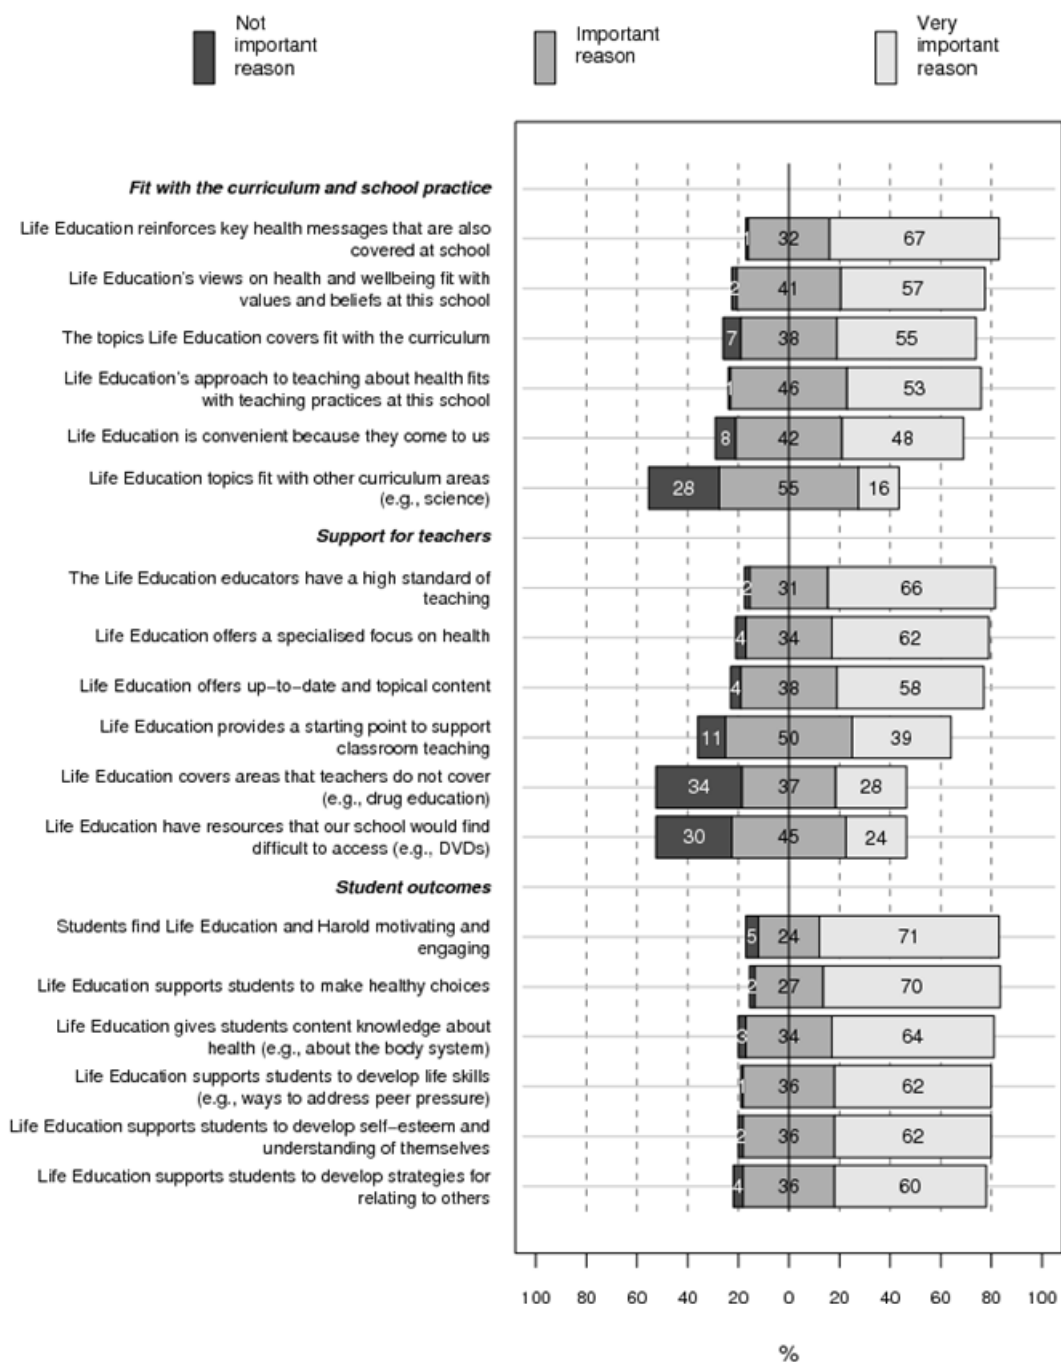 Not
important
reason
Important
reason
Very
important
reason
Fit with the curriculum and school practice
Life Education reinforces key health messages that are also
covered at school
1 32 67
Life Education's views on health and wellbeing fit with
values and beliefs at this school
2 41 57
The topics Life Education covers fit with the curriculum
7 38 55
Life Education's approach to teaching about health fits
with teaching practices at this school
1 46 53
Life Education is convenient because they come to us
8 42 48
Life Education topics fit with other curriculum areas
(e.g., science)
28 55 16
Support for teachers
The Life Education educators have a high standard of
teaching
2 31 66
Life Education offers a specialised focus on health
4 34 62
Life Education offers up-to-date and topical content
4 38 58
Life Education provides a starting point to support
classroom teaching
11 50 39
Life Education covers areas that teachers do not cover
(e.g., drug education)
34 37 28
Life Education have resources that our school would find
difficult to access (e.g., DVDs)
30 45 24
Student outcomes
Students find Life Education and Harold motivating and
engaging
5 24 71
Life Education supports students to make healthy choices
2 27 70
Life Education gives students content knowledge about
health (e.g., about the body system)
3 34 64
Life Education supports students to develop life skills
(e.g., ways to address peer pressure)
1 36 62
Life Education supports students to develop self-esteem and
understanding of themselves
2 36 62
Life Education supports students to develop strategies for
relating to others
4 36 60
100 80 60 40 20 0 20 40 60 80 100
%